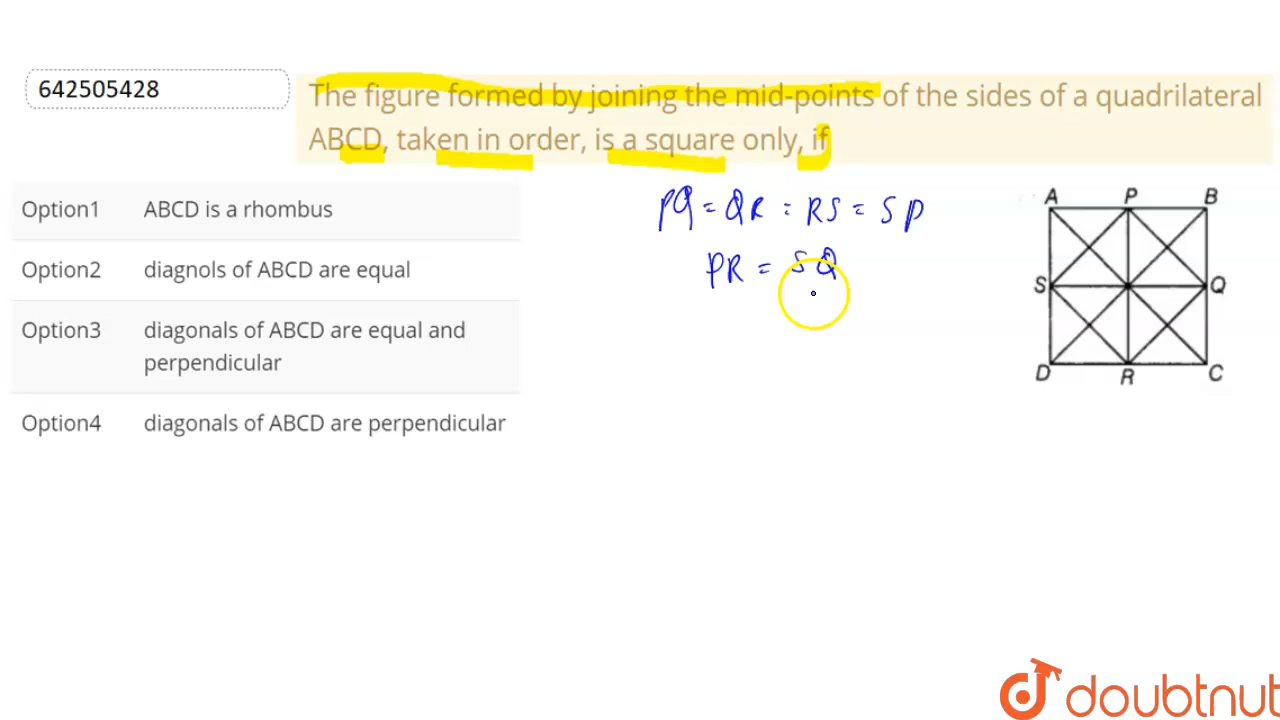 642505428
The figure formed by joining the mid-points of the sides of a quadrilateral
ABCD, taken in order, is a square only, if
Option1 ABCD is a rhombus
Option2 diagnols of ABCD are equal
Option3 diagonals of ABCD are equal and
perpendicular
Option4 diagonals of ABCD are perpendicular
PQ = QR = RS = SP
PR = SQ
A P B
S Q
D R C
doubtnut